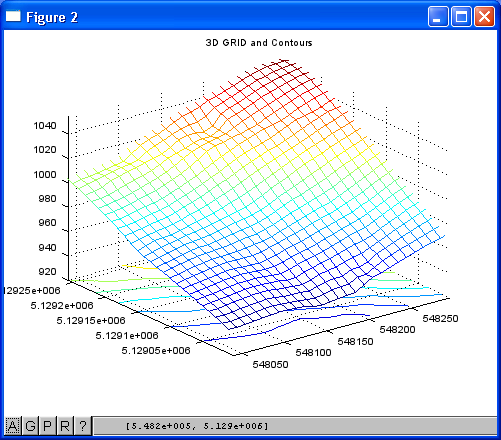 Figure 2
3D GRID and Contours
1040
1020
1000
980
960
940
920
12925e+006
5.1292e+006
5.12915e+006
5.1291e+006
5.12905e+006
548050
548100
548150
548200
548250
A G P R ?
[5.482e+005, 5.129e+006]